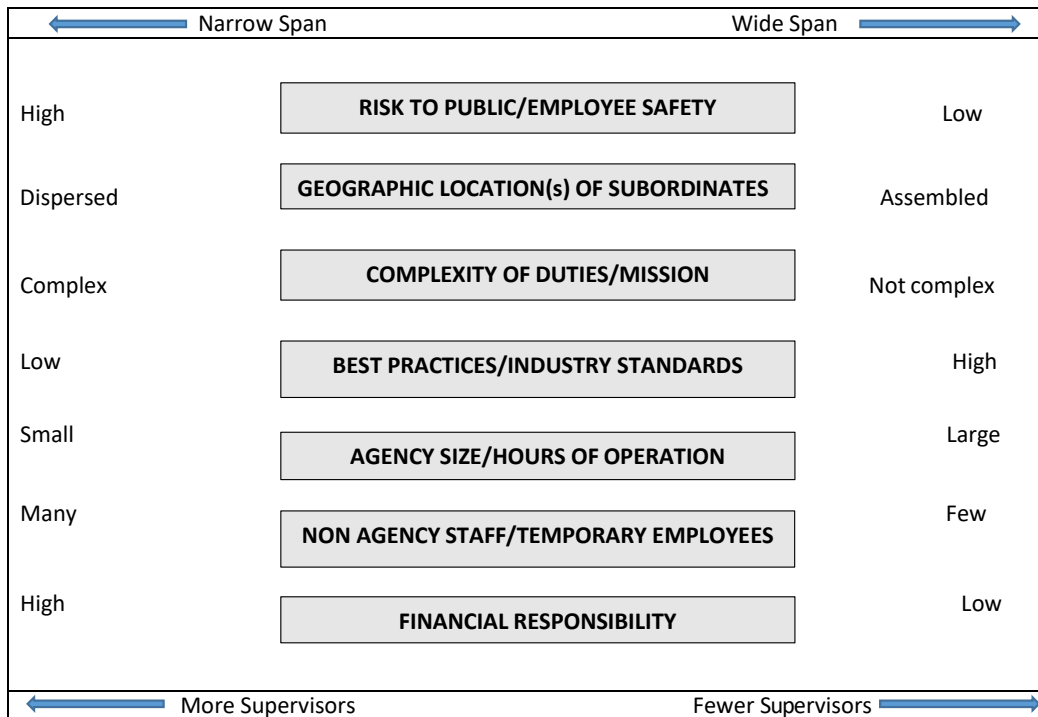 Narrow Span Wide Span
High RISK TO PUBLIC/EMPLOYEE SAFETY Low
Dispersed GEOGRAPHIC LOCATION(s) OF SUBORDINATES Assembled
Complex COMPLEXITY OF DUTIES/MISSION Not complex
Low BEST PRACTICES/INDUSTRY STANDARDS High
Small AGENCY SIZE/HOURS OF OPERATION Large
Many NON AGENCY STAFF/TEMPORARY EMPLOYEES Few
High FINANCIAL RESPONSIBILITY Low
More Supervisors Fewer Supervisors